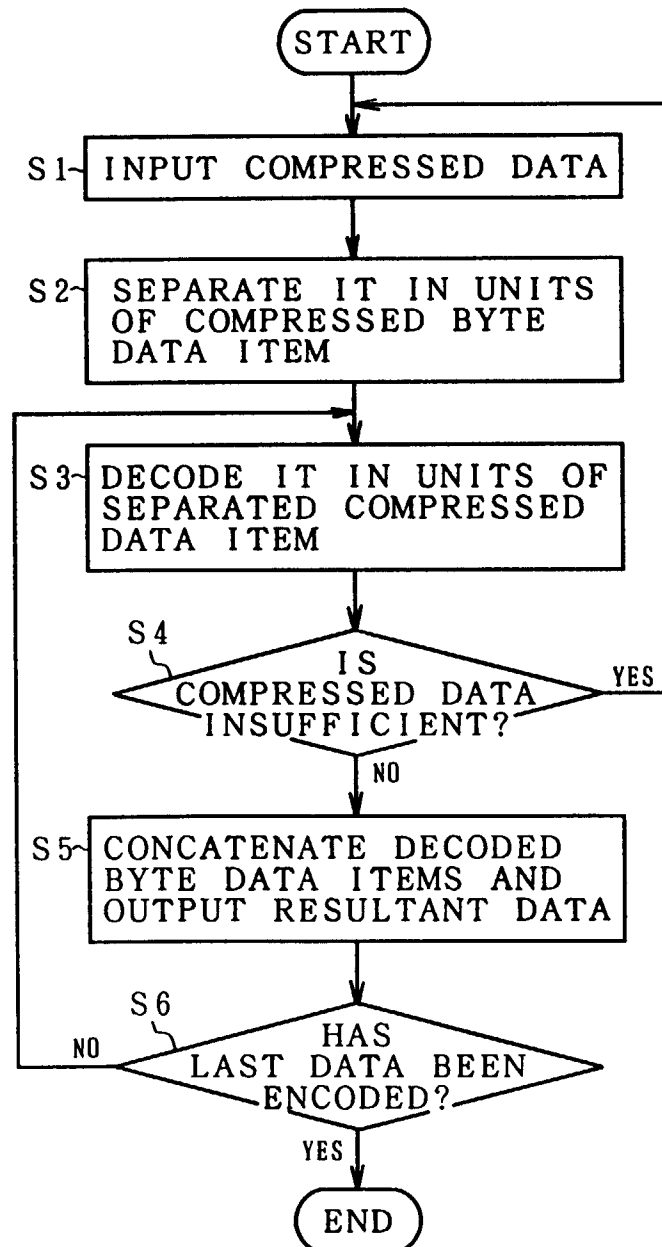 START
S1 INPUT COMPRESSED DATA
S2 SEPARATE IT IN UNITS
OF COMPRESSED BYTE
DATA ITEM
S3 DECODE IT IN UNITS OF
SEPARATED COMPRESSED
DATA ITEM
S4
IS
COMPRESSED DATA
INSUFFICIENT?
YES
NO
S5 CONCATENATE DECODED
BYTE DATA ITEMS AND
OUTPUT RESULTANT DATA
S6
HAS
LAST DATA BEEN
ENCODED?
NO
YES
END